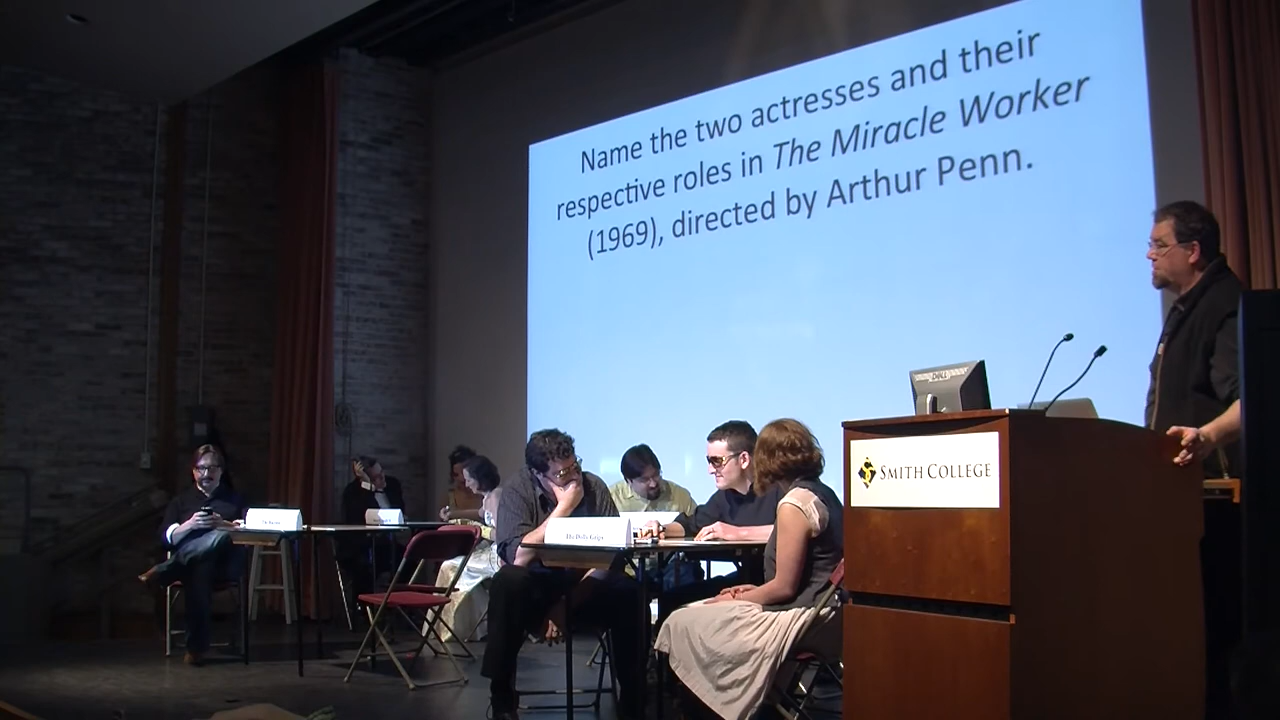 Name the two actresses and their
respective roles in The Miracle Worker
(1969), directed by Arthur Penn.
SMITH COLLEGE